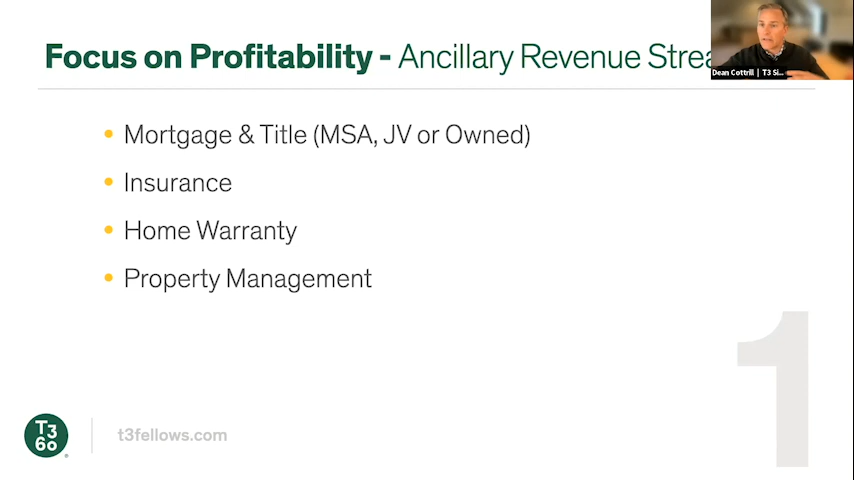 Focus on Profitability - Ancillary Revenue Strea
Dean Cottrill | T3 Si...
• Mortgage & Title (MSA, JV or Owned)
• Insurance
• Home Warranty
• Property Management
1
T3
60
t3fellows.com